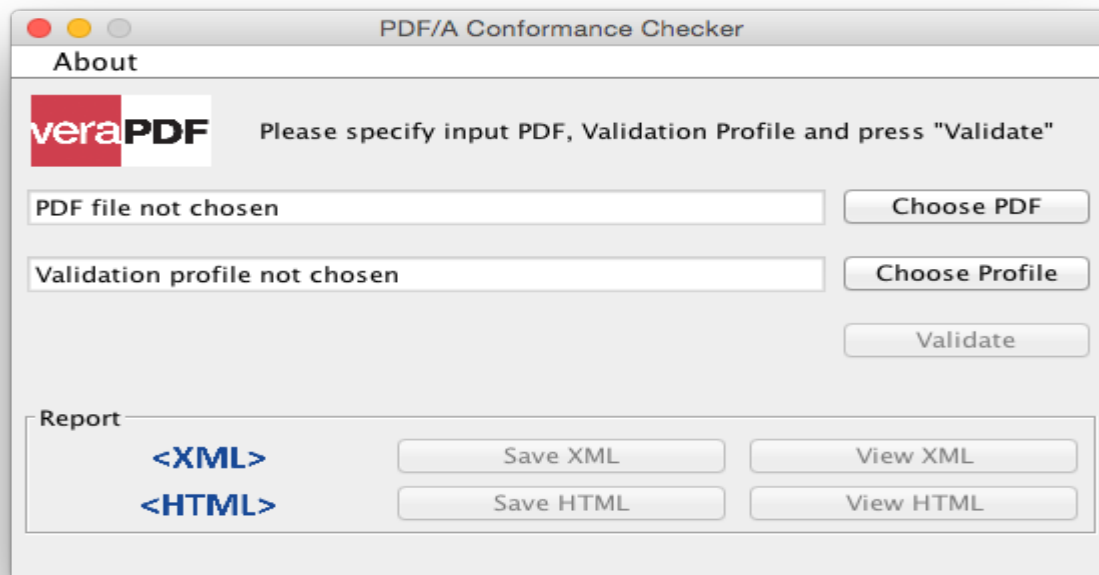 PDF/A Conformance Checker
About
veraPDF
Please specify input PDF, Validation Profile and press "Validate"
PDF file not chosen
Choose PDF
Validation profile not chosen
Choose Profile
Validate
Report
<XML>
Save XML
View XML
<HTML>
Save HTML
View HTML